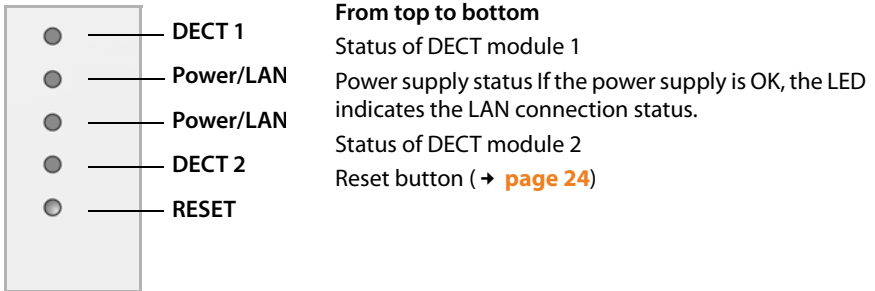 DECT 1
Power/LAN
Power/LAN
DECT 2
RESET
From top to bottom
Status of DECT module 1
Power supply status If the power supply is OK, the LED
indicates the LAN connection status.
Status of DECT module 2
Reset button ( ➔ page 24)